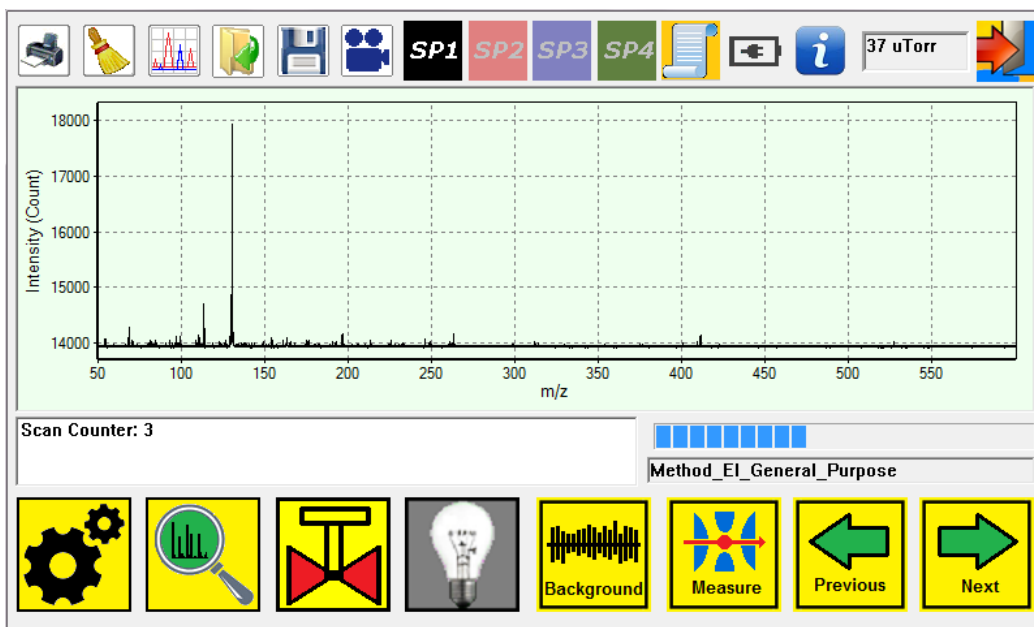 SP1 SP2 SP3 SP4 i 37 uTorr
Intensity (Count)
18000
17000
16000
15000
14000
50 100 150 200 250 300 350 400 450 500 550
m/z
Scan Counter: 3
Method_EI_General_Purpose
Background Measure Previous Next